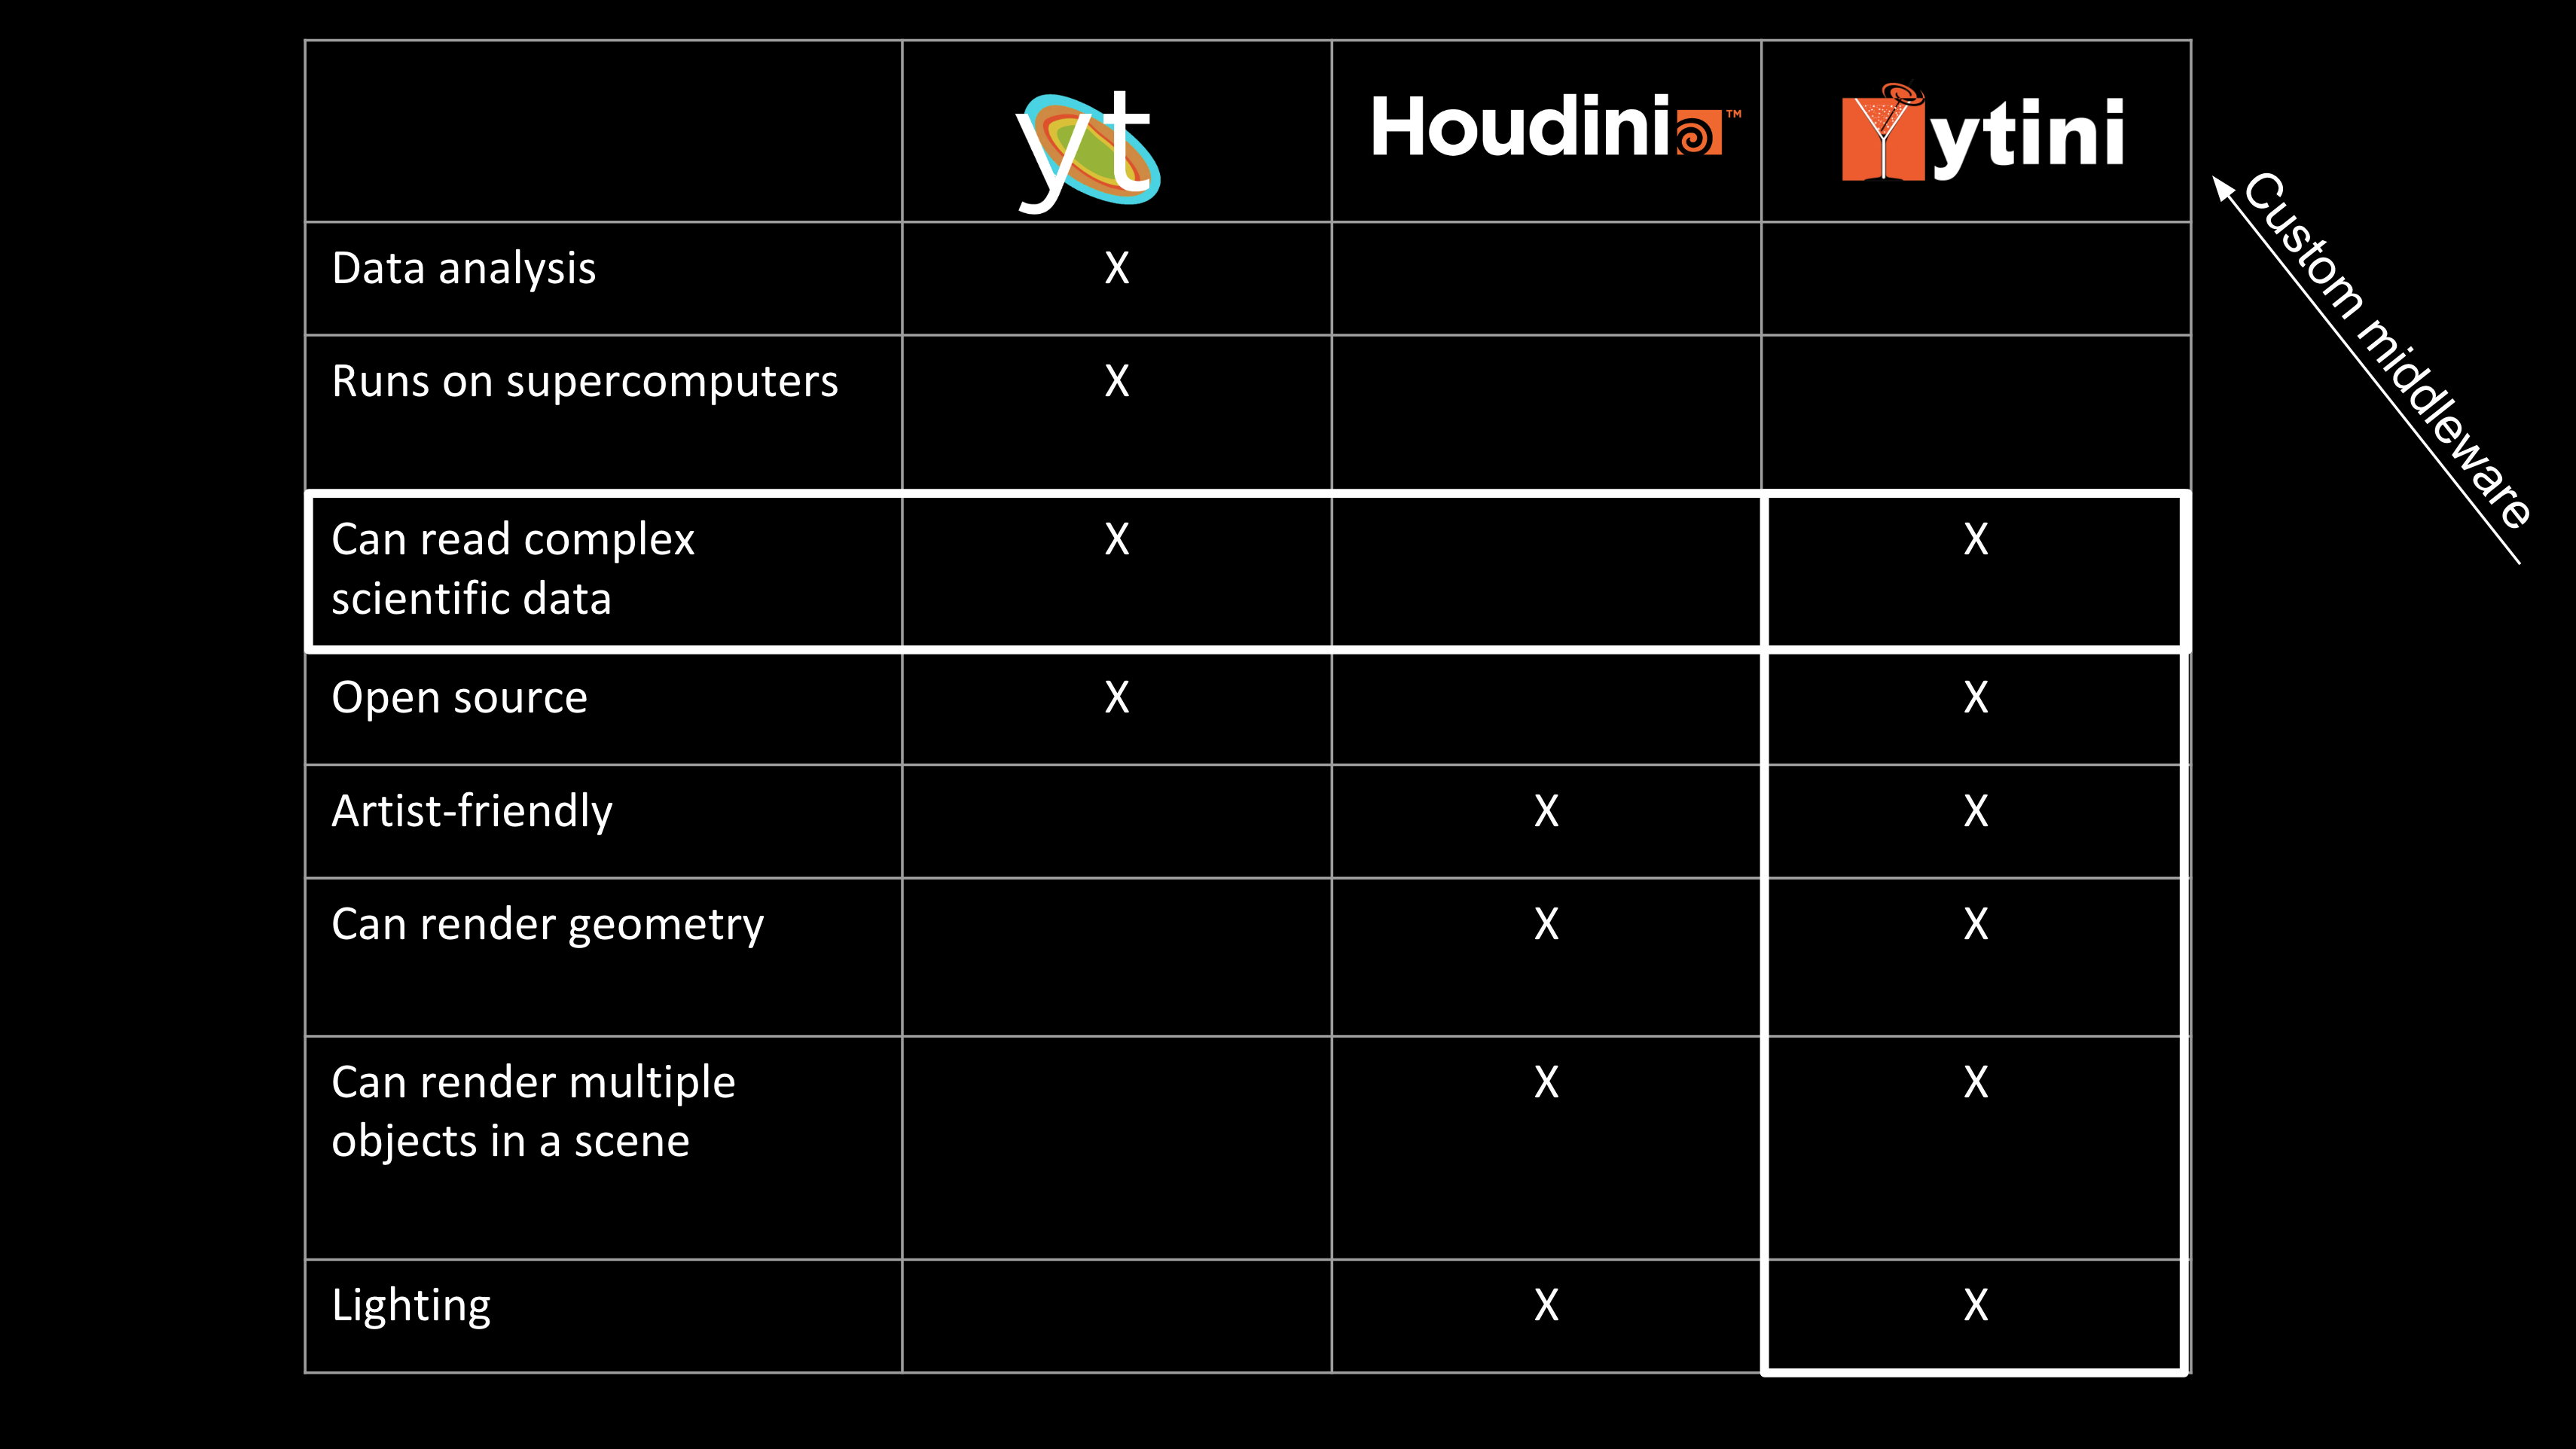 yt
Houdini™
ytini
Custom middleware
Data analysis X
Runs on supercomputers X
Can read complex X X
scientific data
Open source X X
Artist-friendly X X
Can render geometry X X
Can render multiple X X
objects in a scene
Lighting X X